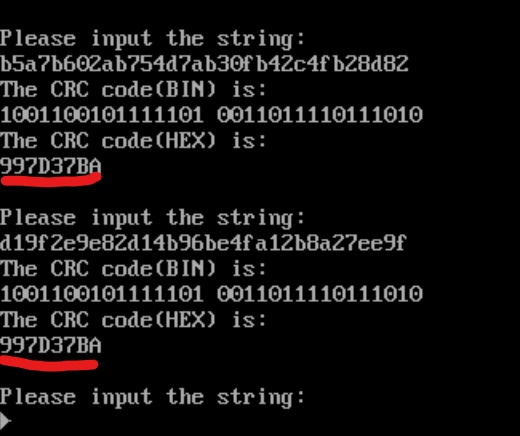 Please input the string:
b5a7b602ab754d7ab30fb42c4fb28d82
The CRC code(BIN) is:
1001100101111101 0011011110111010
The CRC code(HEX) is:
997D37BA
Please input the string:
d19f2e9e82d14b96be4fa12b8a27ee9f
The CRC code(BIN) is:
1001100101111101 0011011110111010
The CRC code(HEX) is:
997D37BA
Please input the string: